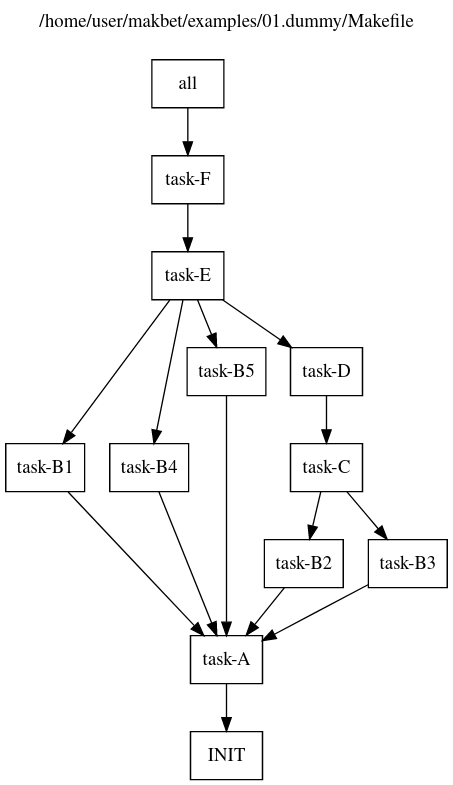 /home/user/makbet/examples/01.dummy/Makefile
all
task-F
task-E
task-B5
task-D
task-B1
task-B4
task-C
task-B2
task-B3
task-A
INIT